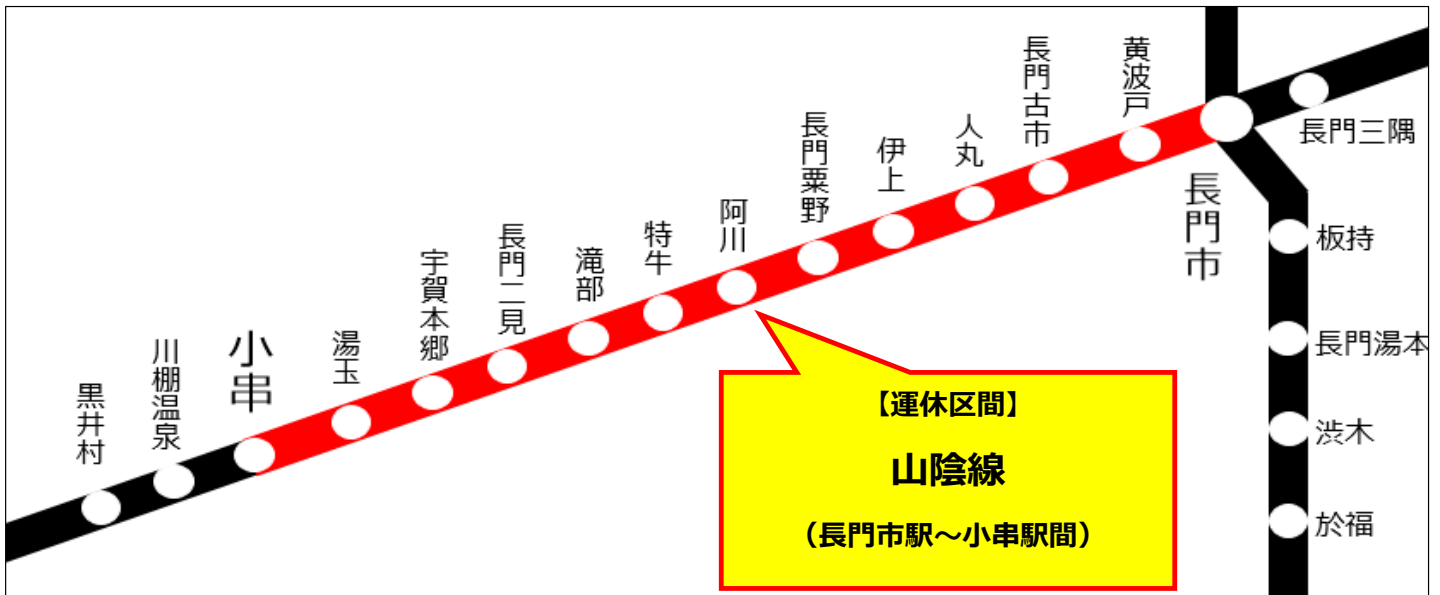 黒井村
川棚温泉
小串
湯玉
宇賀本郷
長門二見
滝部
特牛
阿川
長門粟野
伊上
人丸
長門古市
黄波戸
長門市
長門三隅
板持
長門湯本
渋木
於福
【運休区間】
山陰線
（長門市駅～小串駅間）